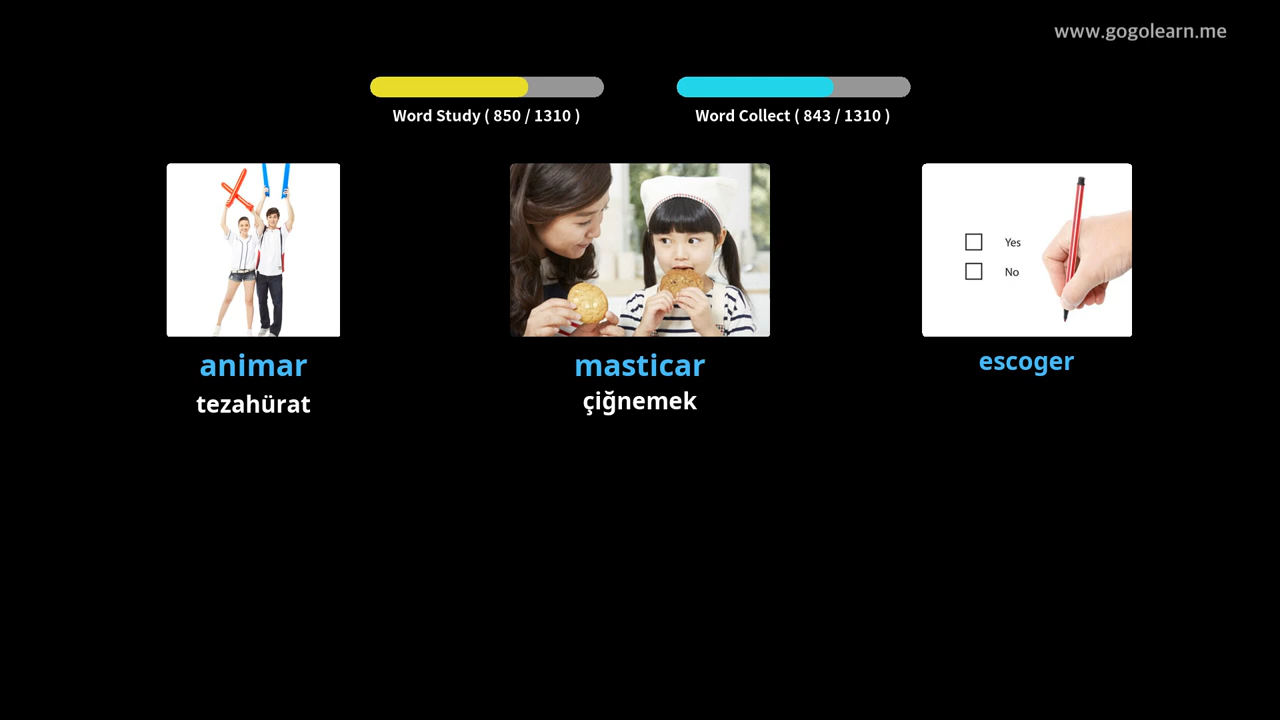 www.gogolearn.me
Word Study ( 850 / 1310 )
Word Collect ( 843 / 1310 )
Yes
No
animar
tezahürat
masticar
çiğnemek
escoger